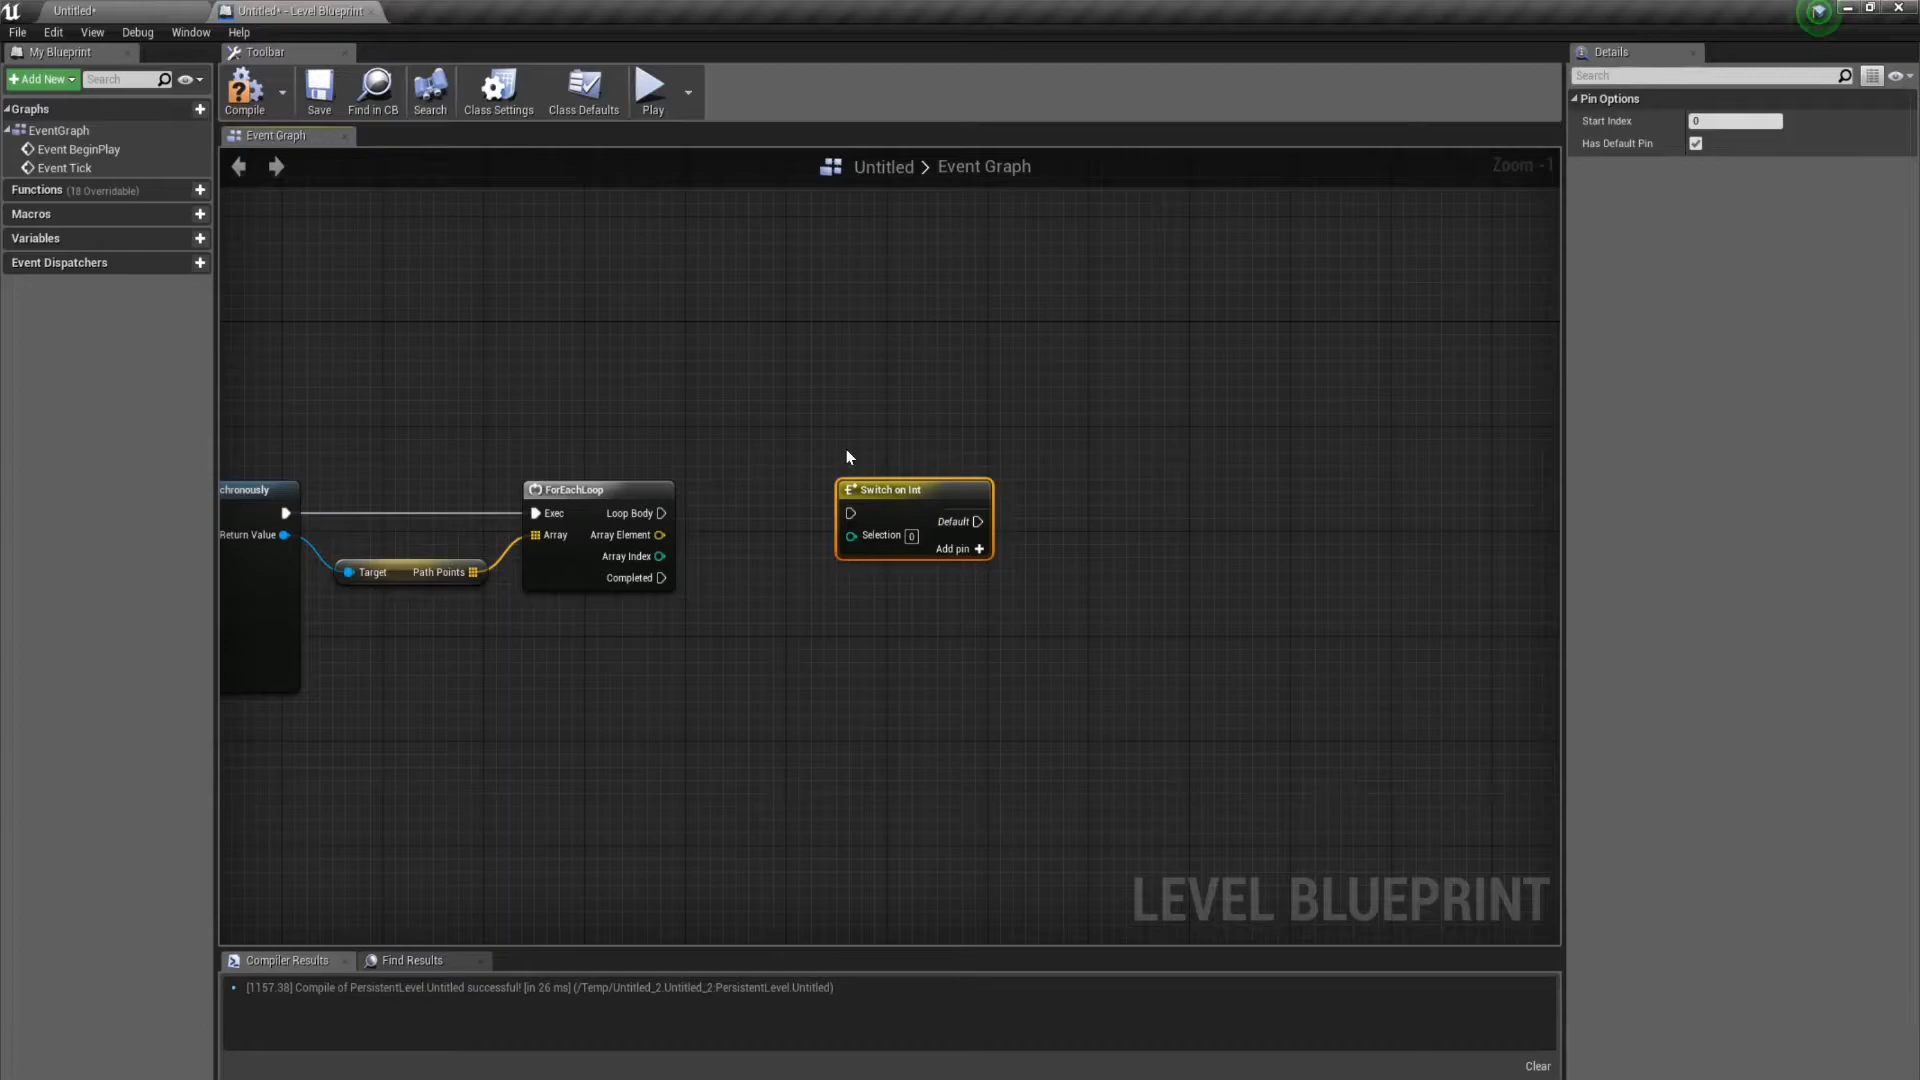 Untitled*
Untitled* - Level Blueprint
File Edit View Debug Window Help
My Blueprint
Toolbar
Details
Add New
Search
Compile
Save
Find in CB
Search
Class Settings
Class Defaults
Play
Search
Pin Options
Start Index 0
Has Default Pin
Graphs
EventGraph
Event BeginPlay
Event Tick
Functions (18 Overridable)
Macros
Variables
Event Dispatchers
Event Graph
Untitled > Event Graph
Zoom -1
chronously
Return Value
Target Path Points
ForEachLoop
Exec Loop Body
Array Array Element
Array Index
Completed
Switch on Int
Default
Selection 0
Add pin
LEVEL BLUEPRINT
Compiler Results
Find Results
[1157.38] Compile of PersistentLevel.Untitled successful! [in 26 ms] (/Temp/Untitled_2.Untitled_2:PersistentLevel.Untitled)
Clear